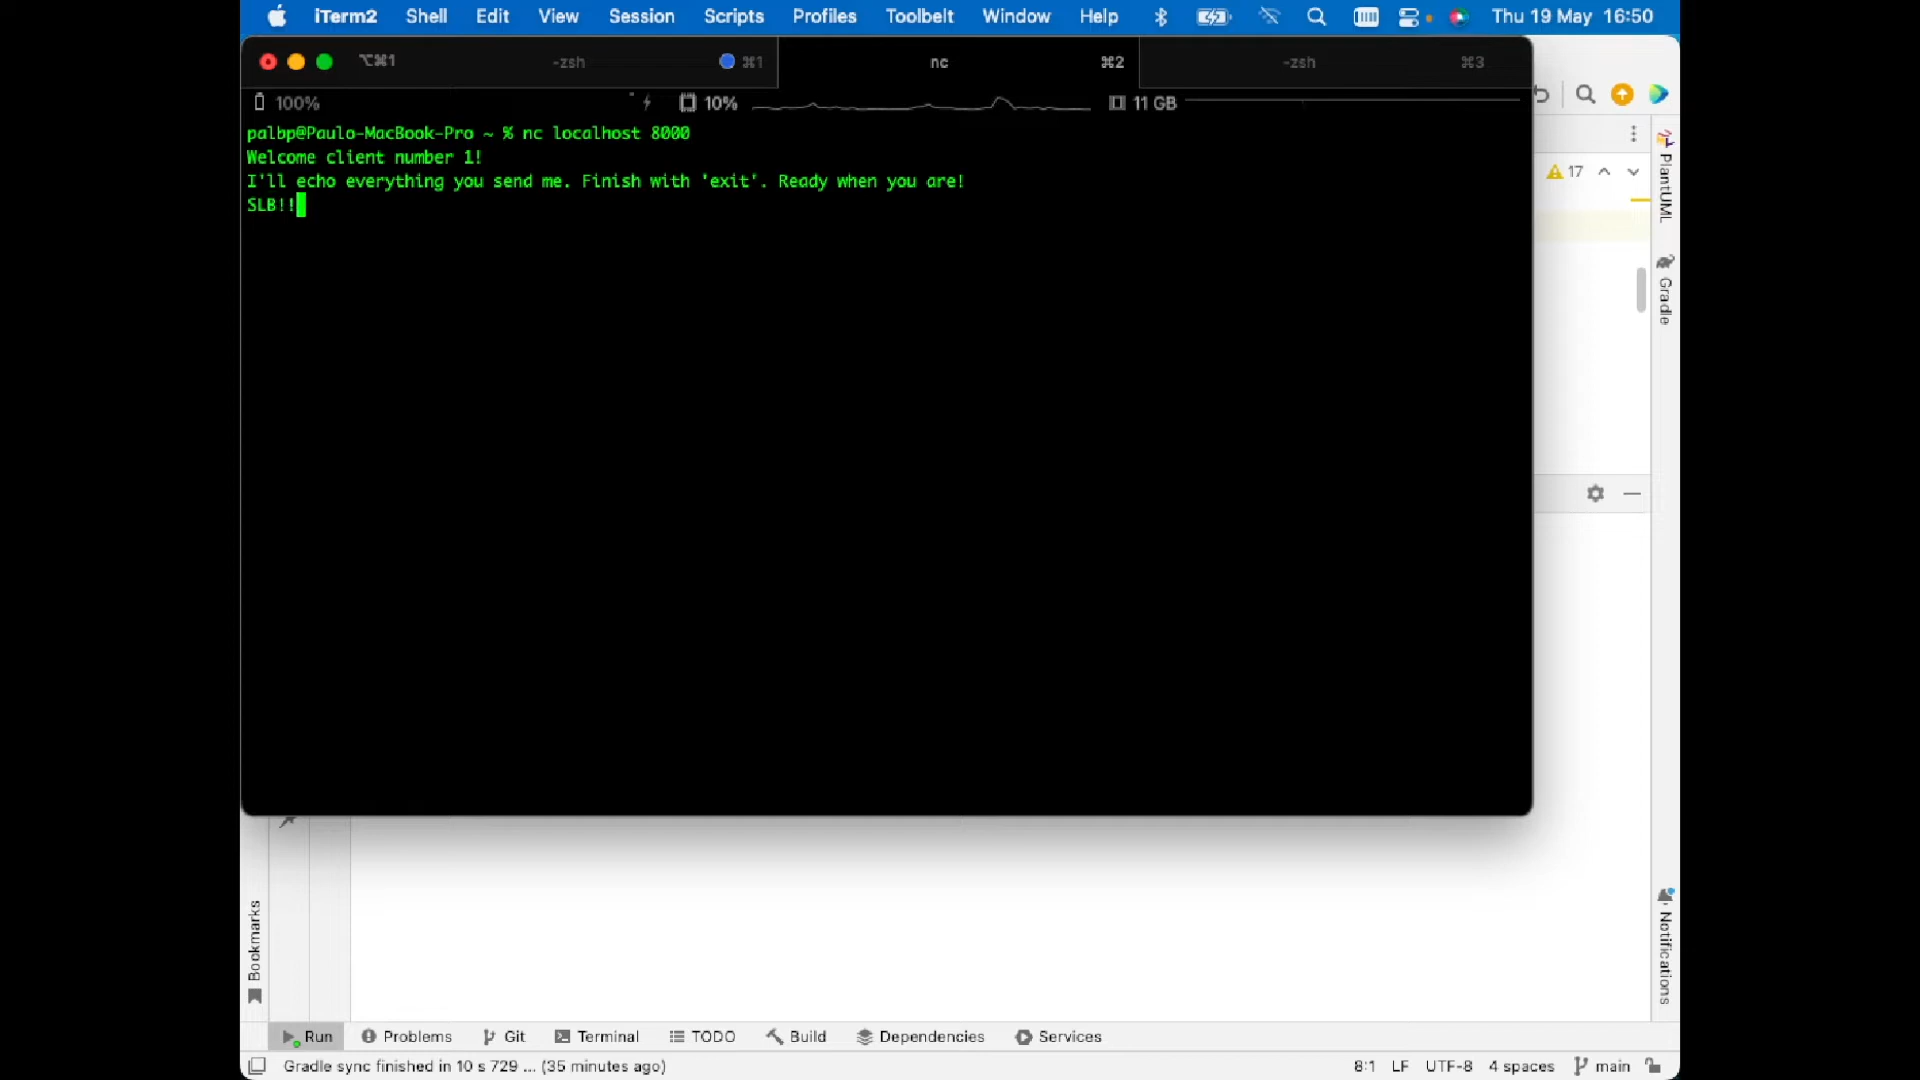 iTerm2 Shell Edit View Session Scripts Profiles Toolbelt Window Help Thu 19 May 16:50
⌥⌘1 -zsh ⌘1 nc ⌘2 -zsh ⌘3
100% 10% 11 GB
palbp@Paulo-MacBook-Pro ~ % nc localhost 8000
Welcome client number 1!
I'll echo everything you send me. Finish with 'exit'. Ready when you are!
SLB!!
17
PlantUML
Gradle
Bookmarks
Notifications
Run Problems Git Terminal TODO Build Dependencies Services
Gradle sync finished in 10 s 729 ... (35 minutes ago) 8:1 LF UTF-8 4 spaces main